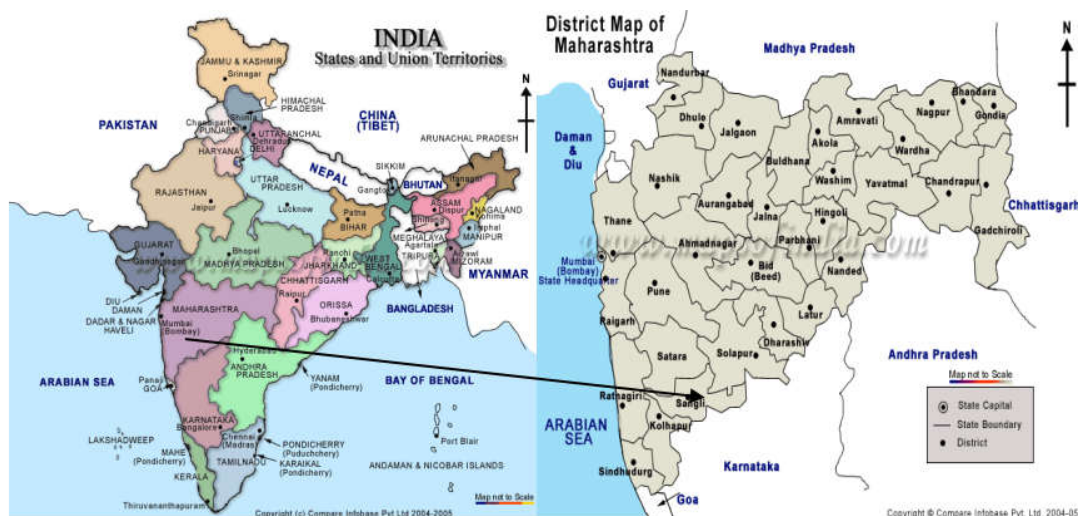 INDIA
States and Union Territories
N
JAMMU & KASHMIR
Srinagar
HIMACHAL
PRADESH
Shimla
PAKISTAN
Chandigarh
PUNJAB
UTTARANCHAL
Dehradun
DELHI
HARYANA
CHINA
(TIBET)
ARUNACHAL PRADESH
NEPAL
SIKKIM
Gangtok
BHUTAN
Itanagar
RAJASTHAN
Jaipur
UTTAR
PRADESH
Lucknow
Patna
BIHAR
ASSAM
Dispur
Shillong
NAGALAND
Kohima
Imphal
MANIPUR
MEGHALAYA
Agartala
TRIPURA
Aizawl
MIZORAM
GUJARAT
Gandhinagar
Bhopal
MADHYA PRADESH
Ranchi
JHARKHAND
WEST
BENGAL
Calcutta
MYANMAR
BANGLADESH
CHHATTISGARH
Raipur
ORISSA
Bhubaneshwar
DIU
DAMAN
DADAR & NAGAR
HAVELI
MAHARASHTRA
Mumbai
(Bombay)
Hyderabad
ANDHRA
PRADESH
ARABIAN SEA
Panaji
GOA
YANAM
(Pondicherry)
BAY OF BENGAL
KARNATAKA
Bangalore
Chennai
(Madras)
PONDICHERRY
(Puduchchery)
LAKSHADWEEP
MAHE
(Pondicherry)
TAMILNADU
KARAIKAL
(Pondicherry)
Port Blair
ANDAMAN & NICOBAR ISLANDS
KERALA
Thiruvananthapuram
Map not to Scale
Copyright (c) Compare Infobase Pvt Ltd 2004-2005
District Map of
Maharashtra
N
Madhya Pradesh
Gujarat
Nandurbar
Dhule
Jalgaon
Amravati
Nagpur
Bhandara
Gondia
Daman
&
Diu
Buldhana
Akola
Wardha
Nashik
Washim
Yavatmal
Chandrapur
Aurangabad
Jalna
Hingoli
Chhattisgarh
Thane
Ahmadnagar
Parbhani
Gadchiroli
www.mapsofindia.com
Mumbai
(Bombay)
State Headquarter
Bid
(Beed)
Nanded
Pune
Raigarh
Latur
Dharashiv
Satara
Solapur
Andhra Pradesh
Map not to Scale
Ratnagiri
Sangli
ARABIAN
SEA
Kolhapur
State Capital
State Boundary
District
Sindhudurg
Karnataka
Goa
Copyright © Compare Infobase Pvt. Ltd. 2004-05